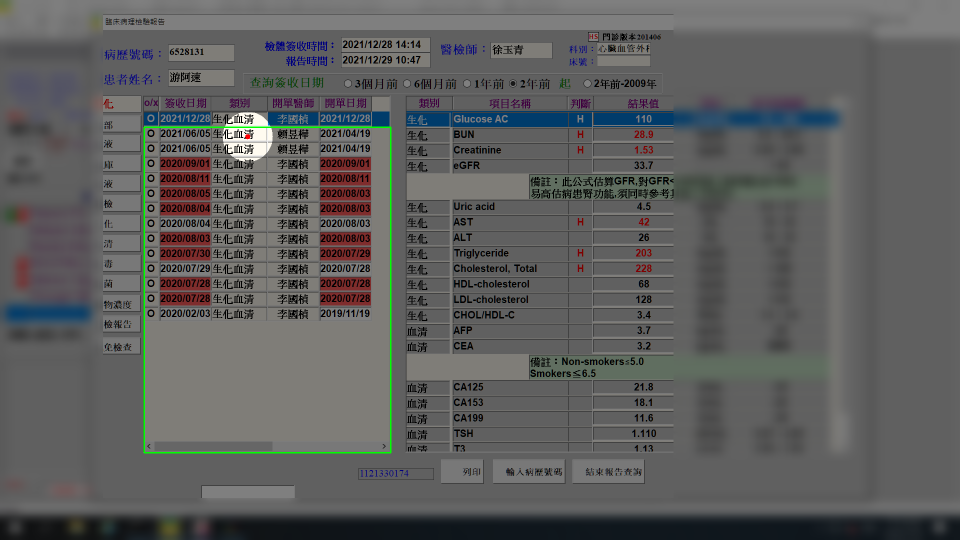 臨床病理檢驗報告
病歷號碼： 6528131 檢體簽收時間： 2021/12/28 14:14 醫檢師： 徐玉青 HS 門診版本201406
報告時間： 2021/12/29 10:47 科別： 心臟血管外科
床號：
患者姓名： 游阿速 查詢簽收日期 3個月前 6個月前 1年前 2年前 起 2年前-2009年
化
部
液
庫
液
檢
化
清
毒
菌
物濃度
檢報告
免檢查
o/x 簽收日期 類別 開單醫師 開單日期
O 2021/12/28 生化血清 李國楨 2021/12/28
O 2021/06/05 生化血清 賴昱樺 2021/04/19
O 2021/06/05 生化血清 賴昱樺 2021/04/19
O 2020/09/01 生化血清 李國楨 2020/09/01
O 2020/08/11 生化血清 李國楨 2020/08/11
O 2020/08/05 生化血清 李國楨 2020/08/03
O 2020/08/04 生化血清 李國楨 2020/08/03
O 2020/08/04 生化血清 李國楨 2020/08/03
O 2020/08/03 生化血清 李國楨 2020/08/03
O 2020/07/30 生化血清 李國楨 2020/07/29
O 2020/07/29 生化血清 李國楨 2020/07/28
O 2020/07/28 生化血清 李國楨 2020/07/28
O 2020/07/28 生化血清 李國楨 2020/07/28
O 2020/02/03 生化血清 李國楨 2019/11/19
類別 項目名稱 判斷 結果值
生化 Glucose AC H 110
生化 BUN H 28.9
生化 Creatinine H 1.53
生化 eGFR 33.7
備註：此公式估算GFR,對GFR<
易高估病患腎功能,須同時參考其
生化 Uric acid 4.5
生化 AST H 42
生化 ALT 26
生化 Triglyceride H 203
生化 Cholesterol, Total H 228
生化 HDL-cholesterol 68
生化 LDL-cholesterol 128
生化 CHOL/HDL-C 3.4
血清 AFP 3.7
血清 CEA 3.2
備註：Non-smokers≦5.0
Smokers≦6.5
血清 CA125 21.8
血清 CA153 18.1
血清 CA199 11.6
血清 TSH 1.110
血清 T3 1.13
1121330174 列印 輸入病歷號碼 結束報告查詢